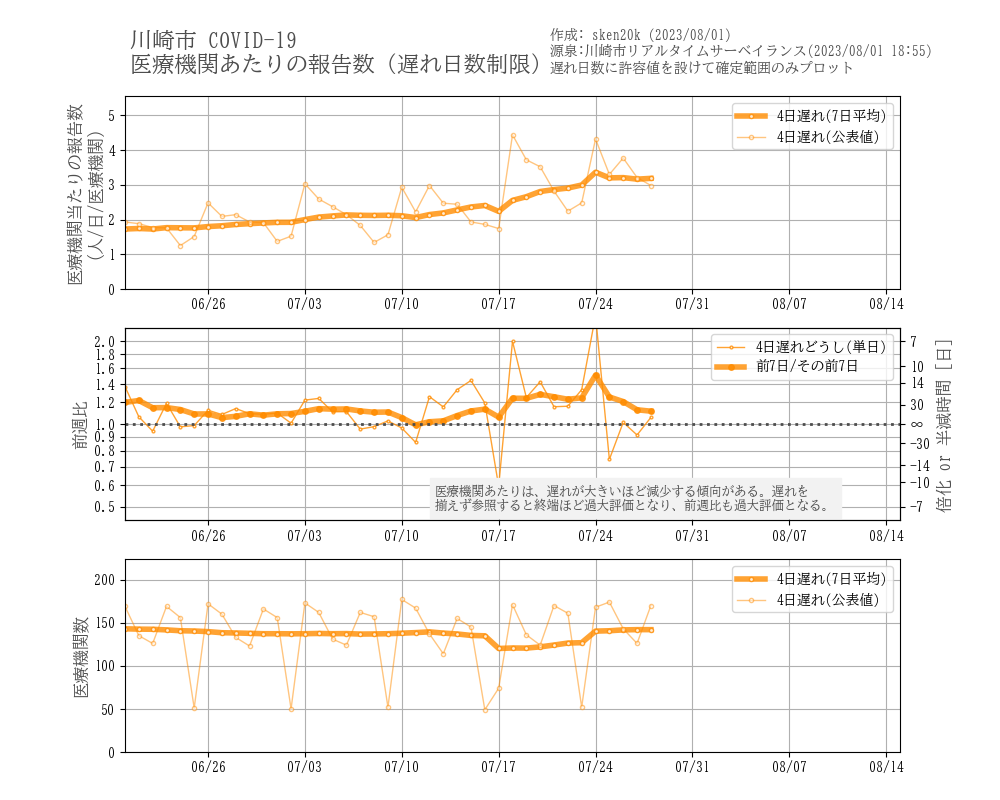 川崎市 COVID-19
医療機関あたりの報告数 (遅れ日数制限)
作成: sken20k (2023/08/01)
源泉:川崎市リアルタイムサーベイランス(2023/08/01 18:55)
遅れ日数に許容値を設けて確定範囲のみプロット
医療機関当たりの報告数
(人/日/医療機関)
5
4
3
2
1
0
4日遅れ(7日平均)
4日遅れ(公表値)
06/26 07/03 07/10 07/17 07/24 07/31 08/07 08/14
前週比
2.0
1.8
1.6
1.4
1.2
1.0
0.9
0.8
0.7
0.6
0.5
4日遅れどうし(単日)
前7日/その前7日
7
10
14
30
∞
-30
-14
-10
-7
倍化 or 半減時間 [日]
医療機関あたりは、遅れが大きいほど減少する傾向がある。遅れを
揃えず参照すると終端ほど過大評価となり、前週比も過大評価となる。
06/26 07/03 07/10 07/17 07/24 07/31 08/07 08/14
医療機関数
200
150
100
50
0
4日遅れ(7日平均)
4日遅れ(公表値)
06/26 07/03 07/10 07/17 07/24 07/31 08/07 08/14